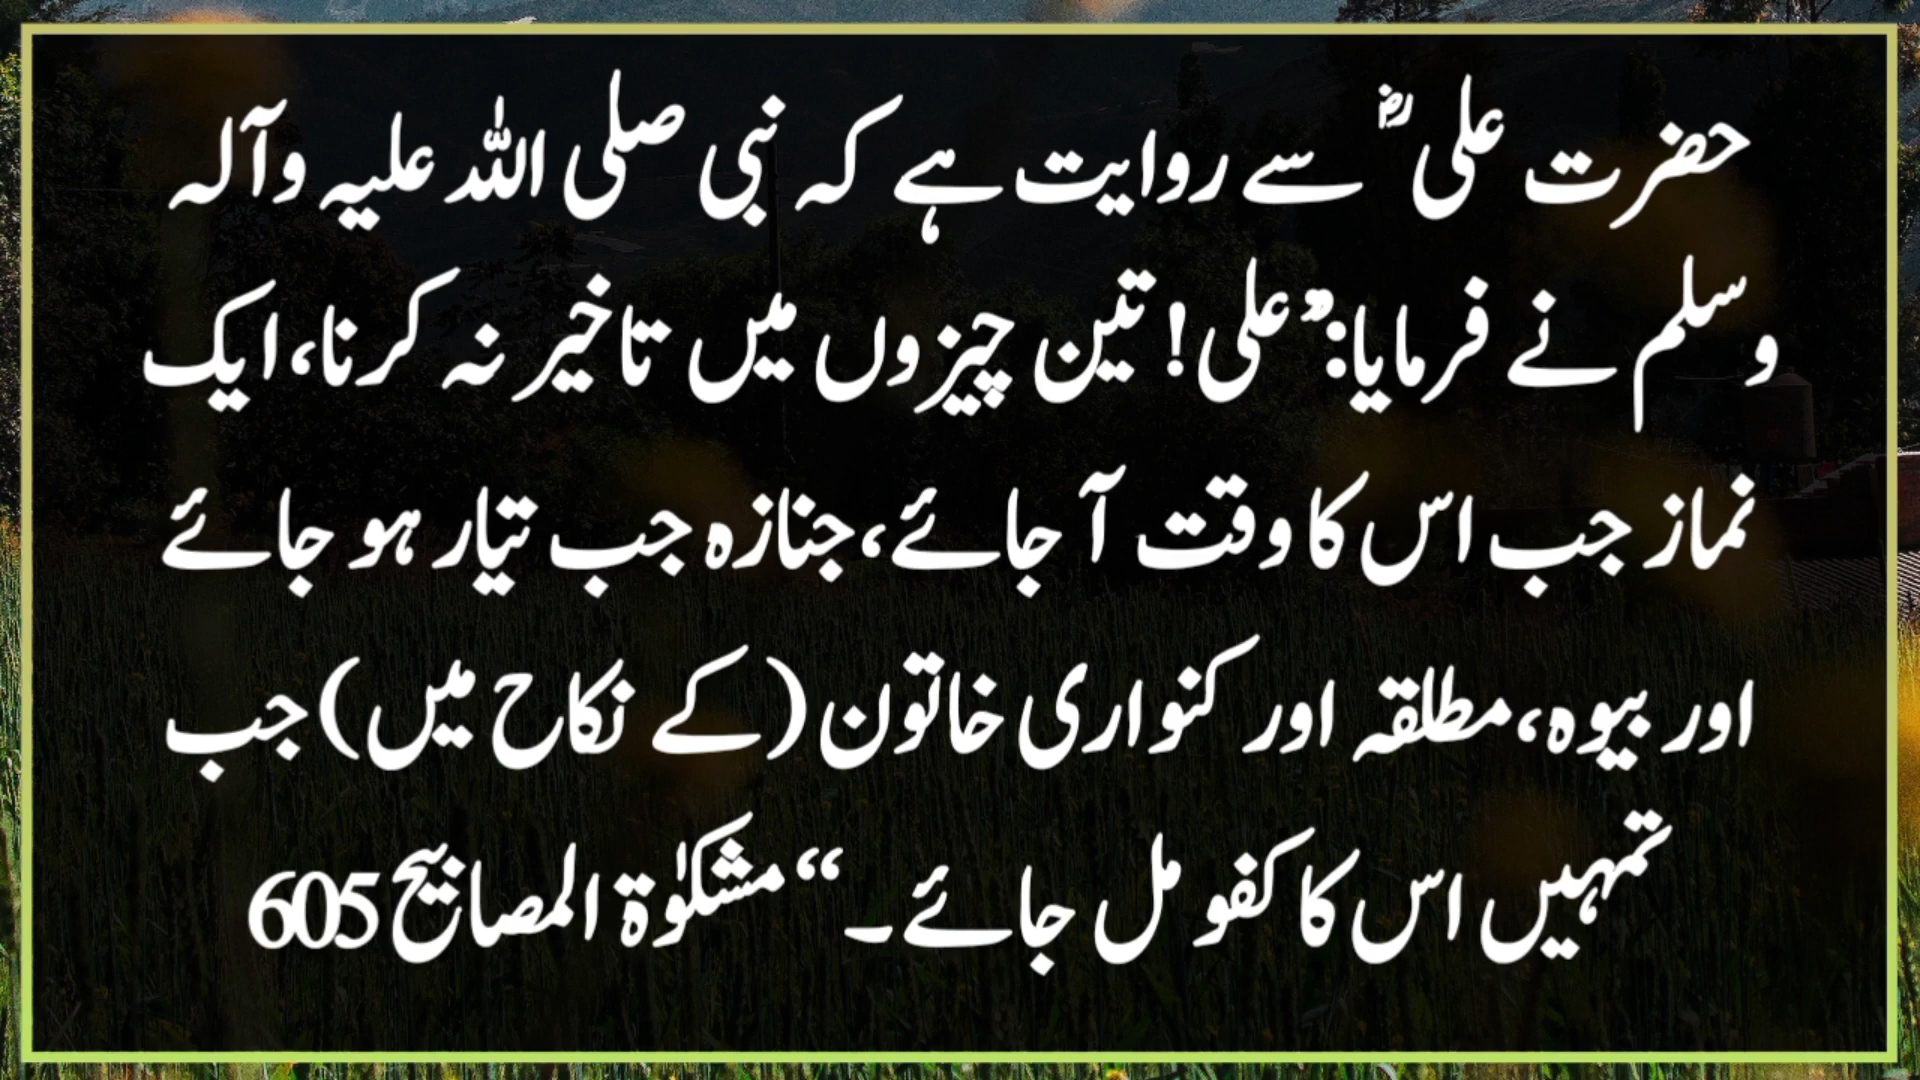 حضرت علی ؓ سے روایت ہے کہ نبی صلی اللہ علیہ وآلہ
وسلم نے فرمایا: ”علی! تین چیزوں میں تاخیر نہ کرنا، ایک
نماز جب اس کا وقت آ جائے، جنازہ جب تیار ہو جائے
اور بیوہ، مطلقہ اور کنواری خاتون (کے نکاح میں) جب
تمہیں اس کا کفو مل جائے۔ “ مشکوٰۃ المصابیح 605